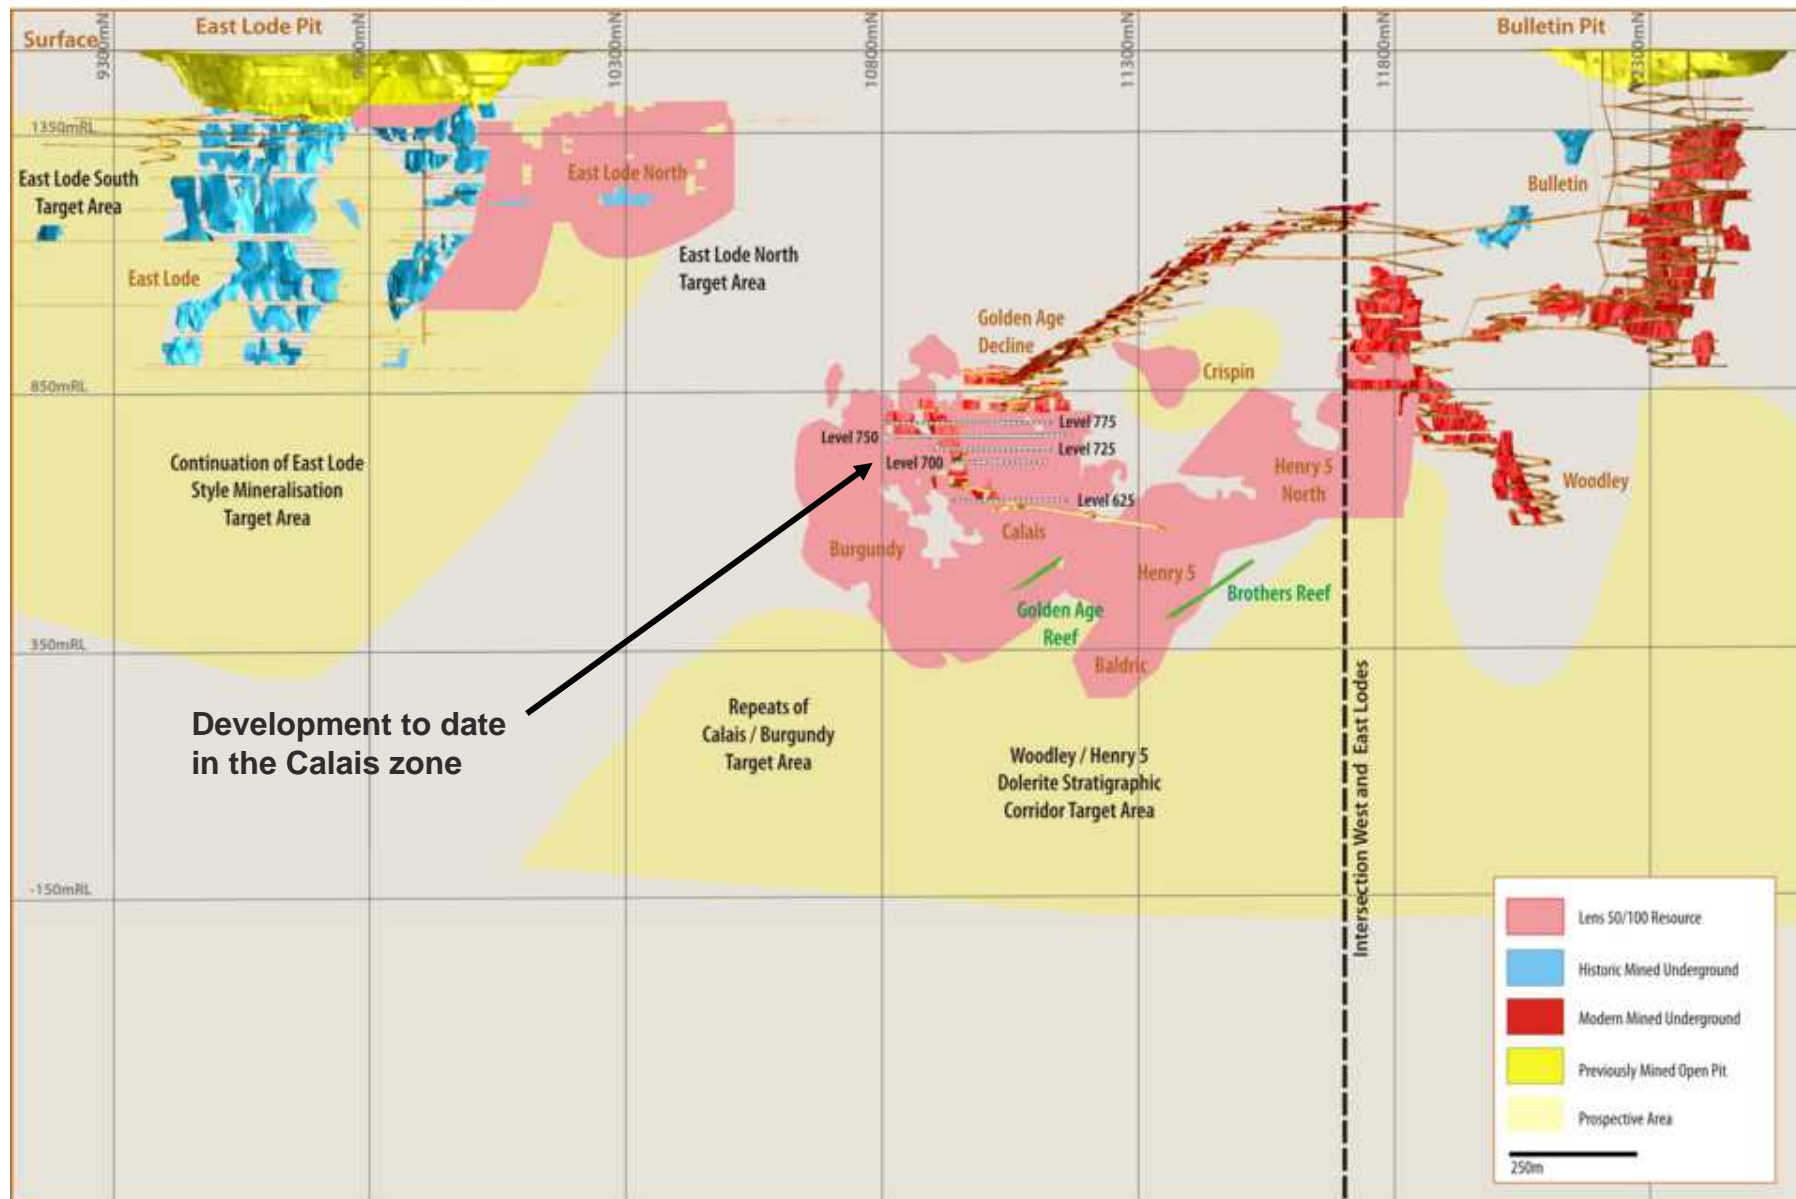 Surface
East Lode Pit
Bulletin Pit
9300mN
10300mN
10800mN
11300mN
11800mN
12300mN
1350mRL
East Lode South
Target Area
East Lode North
Bulletin
East Lode
East Lode North
Target Area
Golden Age
Decline
Crispin
850mRL
Level 775
Level 750
Level 725
Level 700
Level 625
Continuation of East Lode
Style Mineralisation
Target Area
Henry 5
North
Woodley
Calais
Burgundy
Henry 5
Golden Age
Reef
Brothers Reef
350mRL
Baldric
Development to date
in the Calais zone
Repeats of
Calais / Burgundy
Target Area
Woodley / Henry 5
Dolerite Stratigraphic
Corridor Target Area
Intersection West and East Lodes
-150mRL
Lens 50/100 Resource
Historic Mined Underground
Modern Mined Underground
Previously Mined Open Pit
Prospective Area
250m